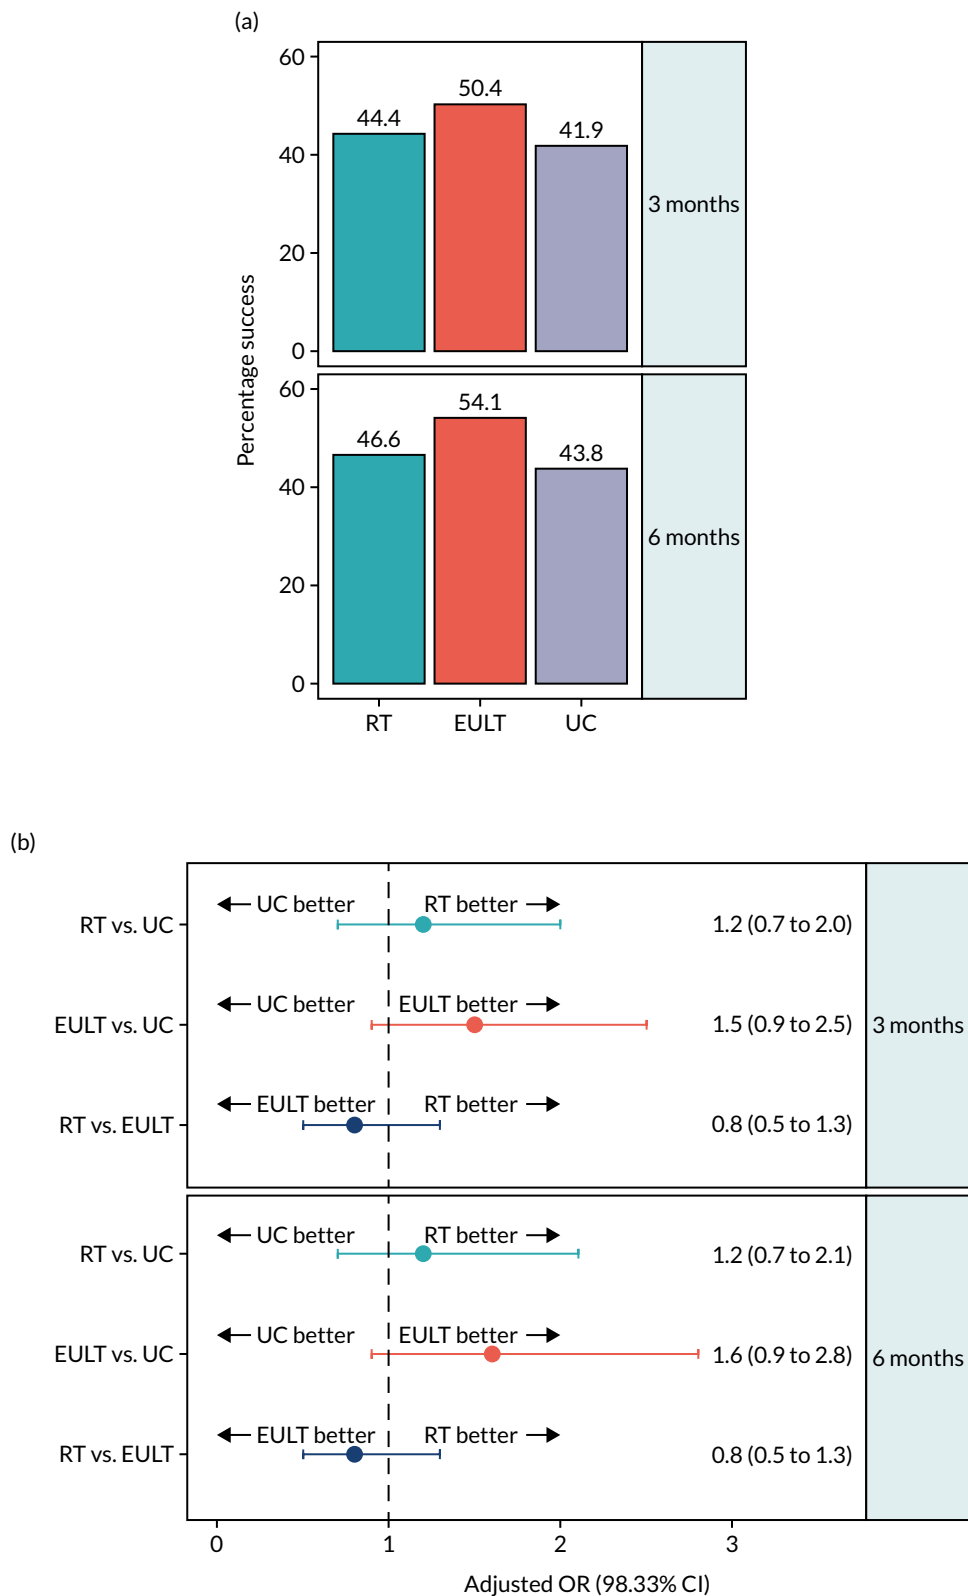 (a)
60
40
20
0
Percentage success
44.4
50.4
41.9
3 months
60
40
20
0
46.6
54.1
43.8
6 months
RT EULT UC
(b)
UC better RT better
RT vs. UC 1.2 (0.7 to 2.0)
UC better EULT better
EULT vs. UC 1.5 (0.9 to 2.5) 3 months
EULT better RT better
RT vs. EULT 0.8 (0.5 to 1.3)
UC better RT better
RT vs. UC 1.2 (0.7 to 2.1)
UC better EULT better
EULT vs. UC 1.6 (0.9 to 2.8) 6 months
EULT better RT better
RT vs. EULT 0.8 (0.5 to 1.3)
0 1 2 3
Adjusted OR (98.33% CI)